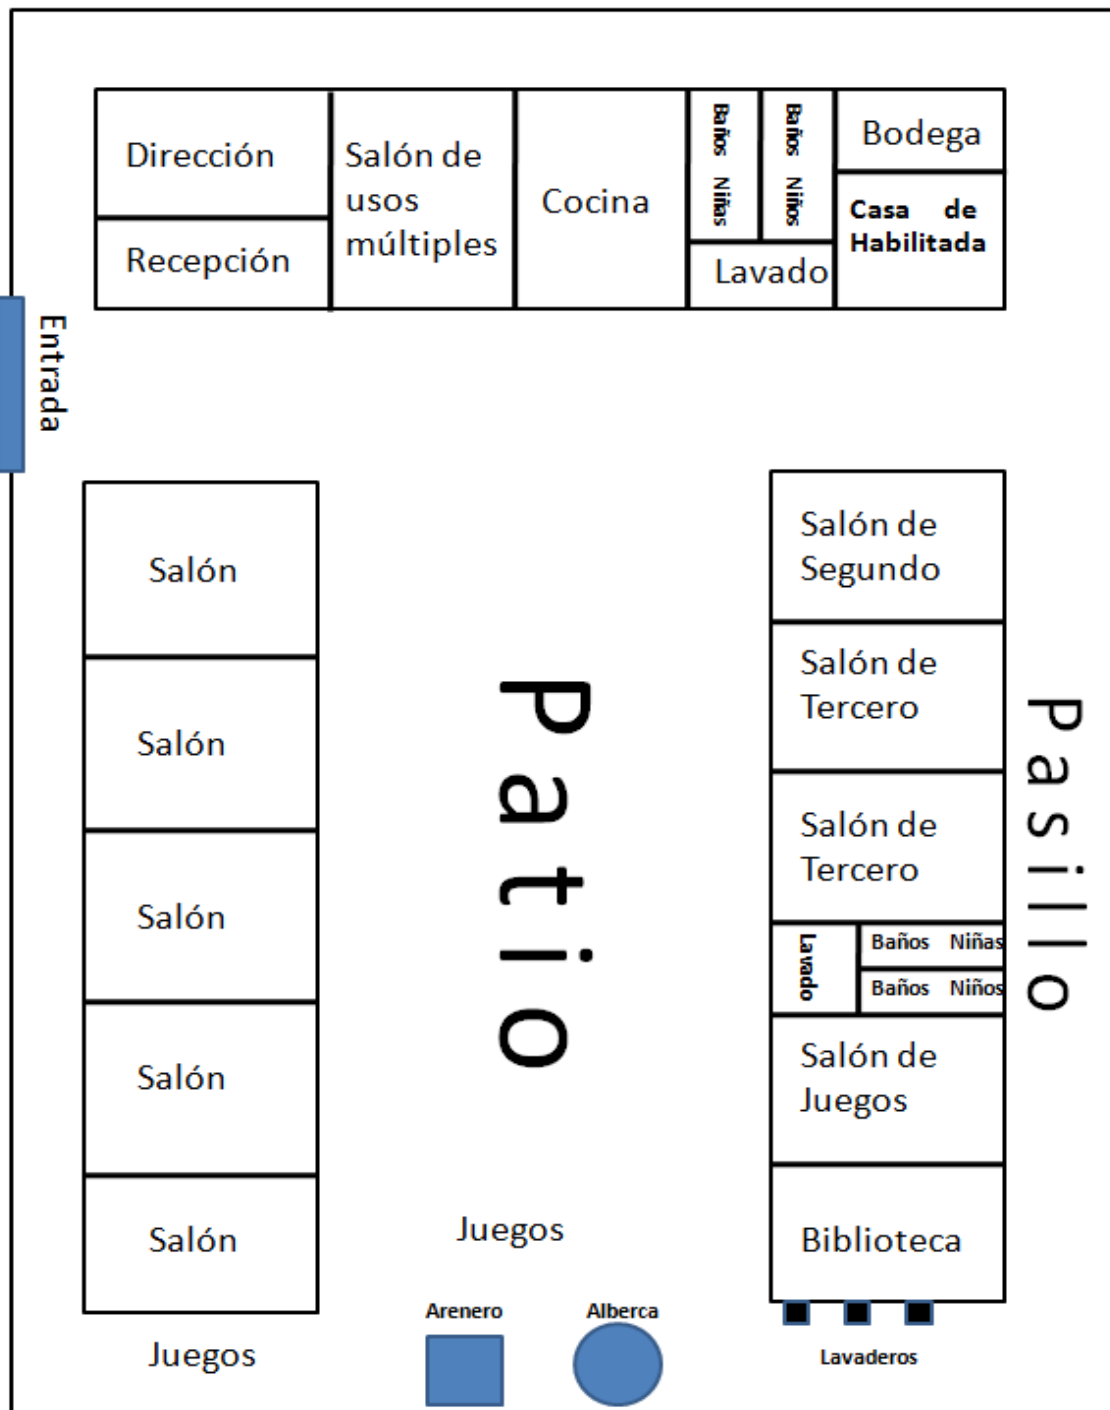 Dirección
Recepción
Salón de
usos
múltiples
Cocina
Baños Niñas
Baños Niños
Lavado
Bodega
Casa de
Habilitada
Entrada
Salón
Salón
Salón
Salón
Salón
Juegos
Patio
Juegos
Arenero
Alberca
Salón de
Segundo
Salón de
Tercero
Salón de
Tercero
Lavado
Baños Niñas
Baños Niños
Salón de
Juegos
Biblioteca
Lavaderos
Pasillo